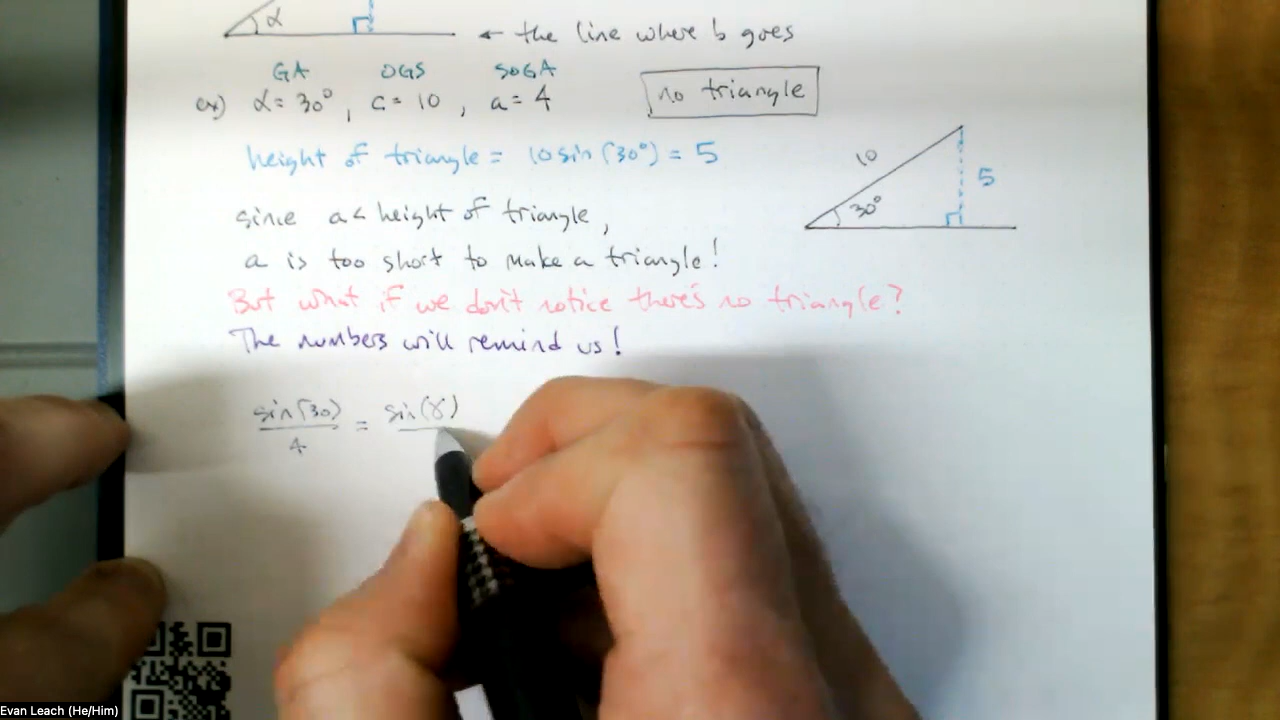 α
← the line where b goes
GA OGS SOGA
ex) α = 30°, c = 10, a = 4
no triangle
height of triangle = 10 sin(30°) = 5
10
5
30°
since a < height of triangle,
a is too short to make a triangle!
But what if we don't notice there's no triangle?
The numbers will remind us!
sin(30) / 4 = sin(γ)
Evan Leach (He/Him)